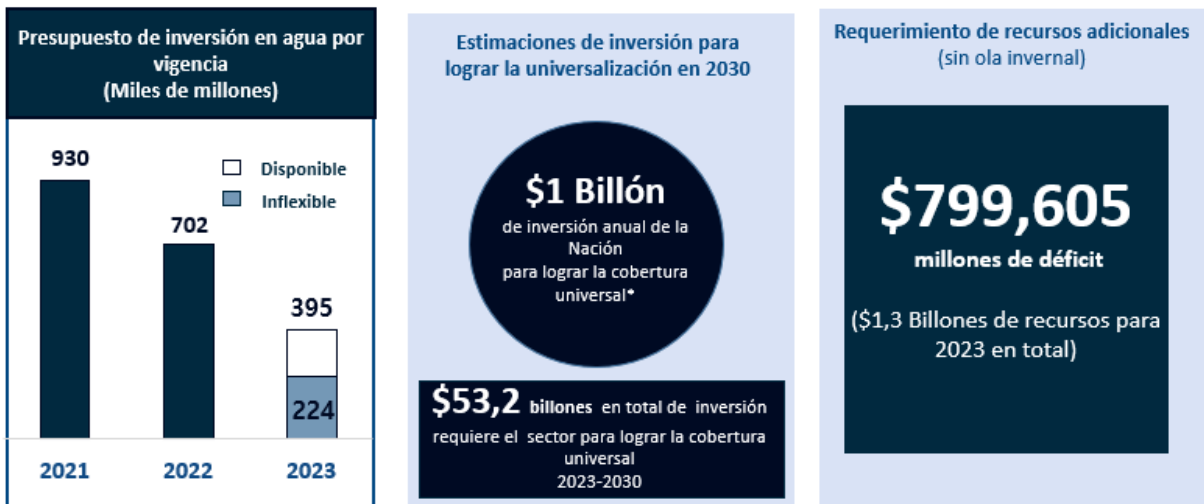 Presupuesto de inversión en agua por
vigencia
(Miles de millones)
930
702
395
224
Disponible
Inflexible
2021
2022
2023
Estimaciones de inversión para
lograr la universalización en 2030
$1 Billón
de inversión anual de la
Nación
para lograr la cobertura
universal*
$53,2 billones en total de inversión
requiere el sector para lograr la cobertura
universal
2023-2030
Requerimiento de recursos adicionales
(sin ola invernal)
$799,605
millones de déficit
($1,3 Billones de recursos para
2023 en total)